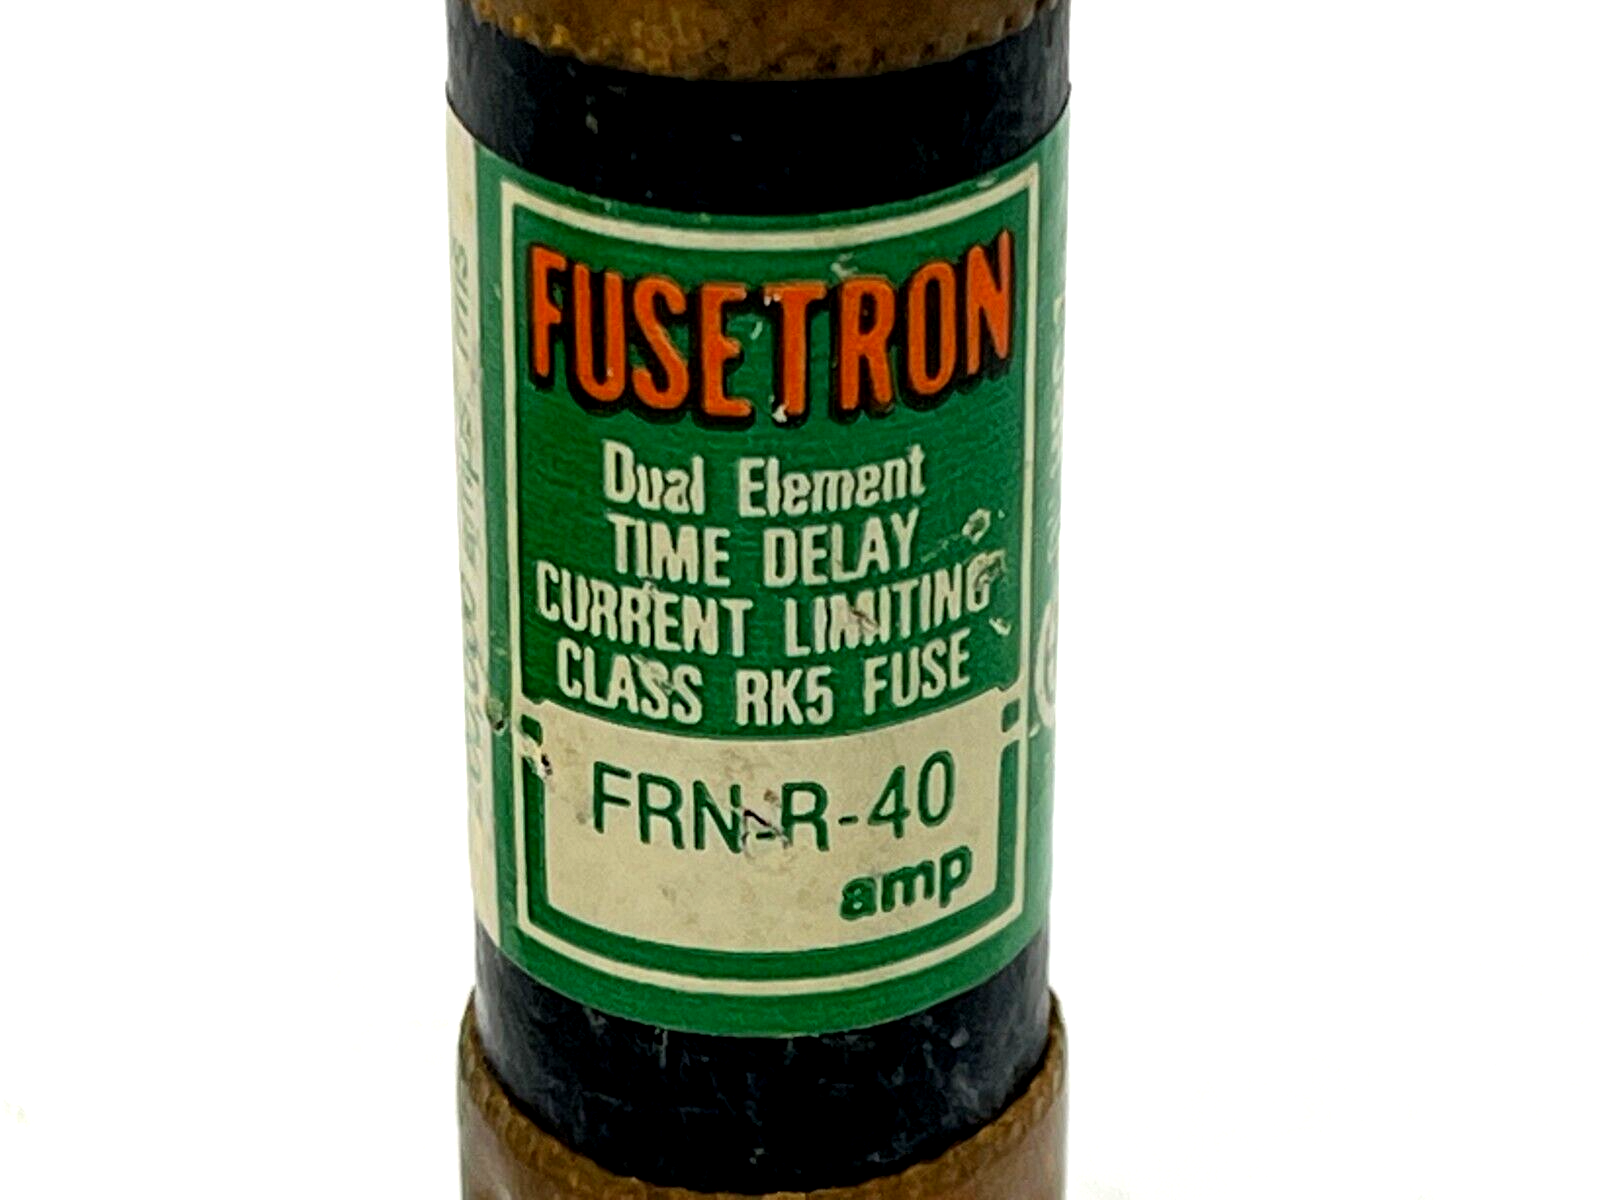 FUSETRON
Dual Element
TIME DELAY
CURRENT LIMITING
CLASS RK5 FUSE
FRN-R-40
amp